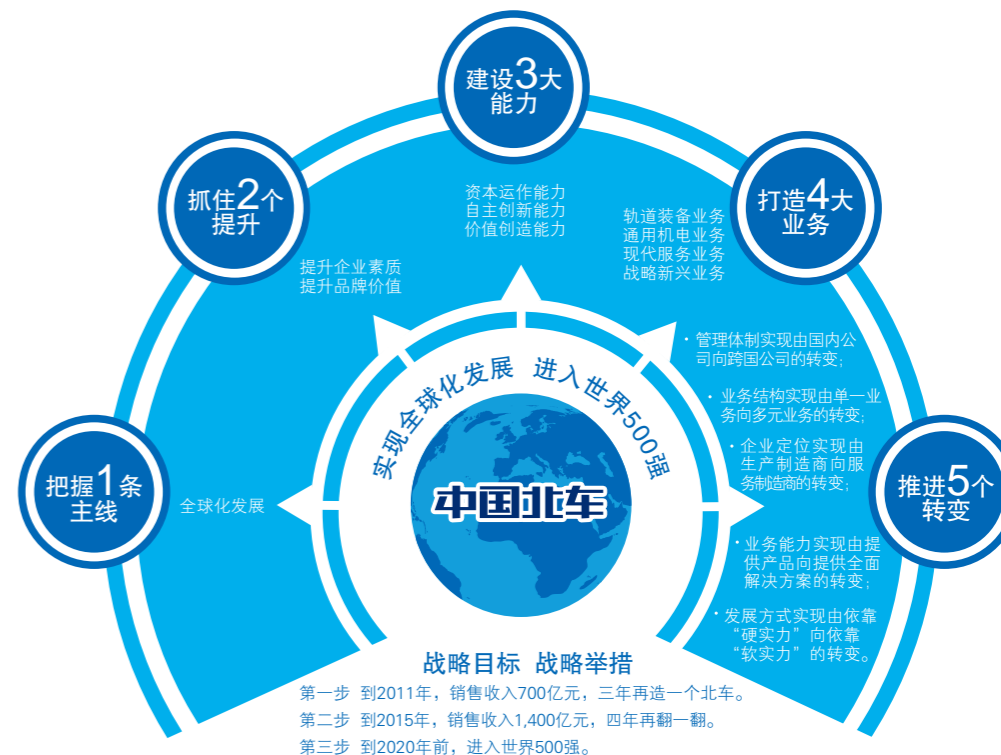 建设3大
能力
抓住2个
提升
打造4大
业务
资本运作能力
自主创新能力
价值创造能力
轨道装备业务
通用机电业务
现代服务业务
战略新兴业务
提升企业素质
提升品牌价值
实现全球化发展 进入世界500强
中国北车
把握1条
主线
全球化发展
推进5个
转变
·管理体制实现由国内公
司向跨国公司的转变；
·业务结构实现由单一业
务向多元业务的转变；
·企业定位实现由
生产制造商向服
务制造商的转变；
·业务能力实现由提
供产品向提供全面
解决方案的转变；
·发展方式实现由依靠
“硬实力”向依靠
“软实力”的转变。
战略目标 战略举措
第一步 到2011年，销售收入700亿元，三年再造一个北车。
第二步 到2015年，销售收入1,400亿元，四年再翻一翻。
第三步 到2020年前，进入世界500强。